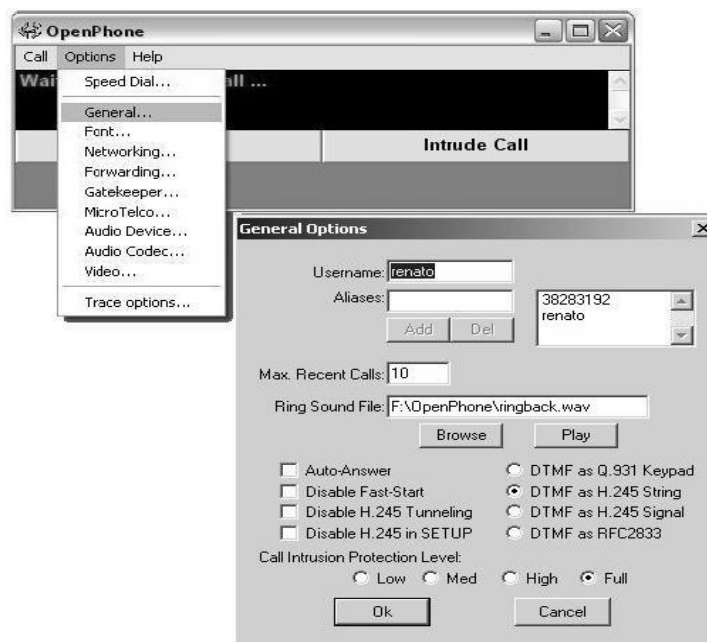 OpenPhone
Call Options Help
all ...
Speed Dial...
General...
Font...
Networking...
Forwarding...
Gatekeeper...
MicroTelco...
Audio Device...
Audio Codec...
Video...
Trace options...
Intrude Call
General Options
Username: renato
Aliases:
38283192
renato
Add Del
Max. Recent Calls: 10
Ring Sound File: F:\OpenPhone\ringback.wav
Browse Play
Auto-Answer DTMF as Q.931 Keypad
Disable Fast-Start DTMF as H.245 String
Disable H.245 Tunneling DTMF as H.245 Signal
Disable H.245 in SETUP DTMF as RFC2833
Call Intrusion Protection Level:
Low Med High Full
Ok Cancel